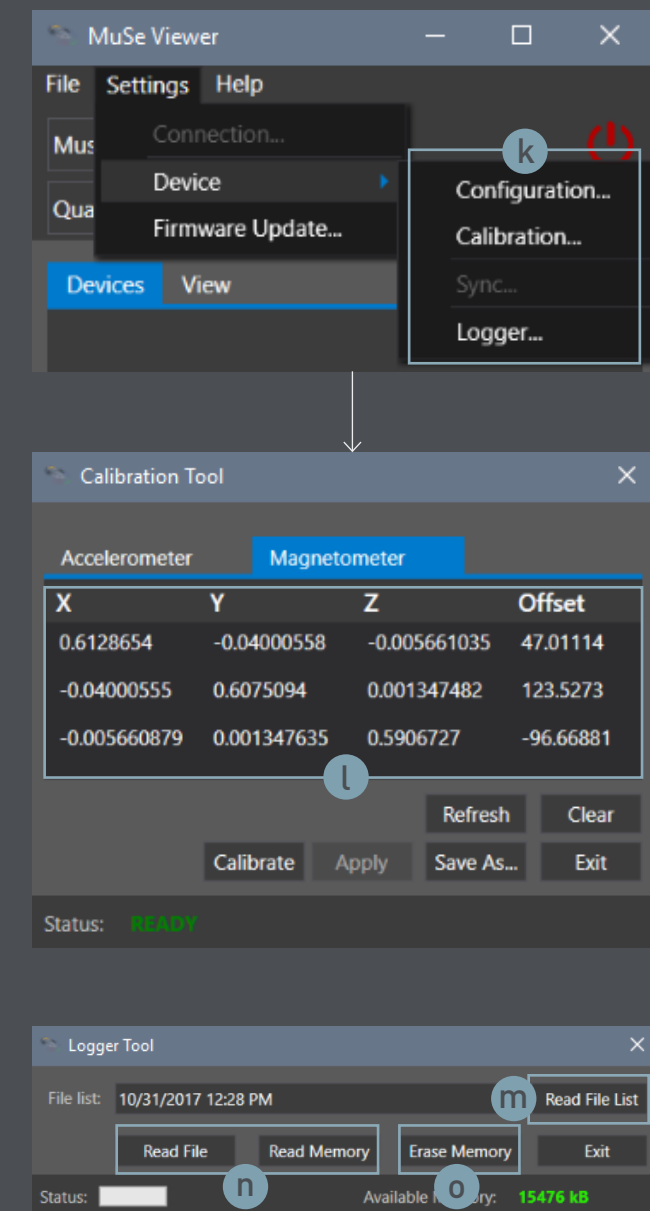 MuSe Viewer
File Settings Help
Connection...
Device
Firmware Update...
k
Configuration...
Calibration...
Sync...
Logger...
Devices View
Calibration Tool
Accelerometer Magnetometer
X Y Z Offset
0.6128654 -0.04000558 -0.005661035 47.01114
-0.04000555 0.6075094 0.001347482 123.5273
-0.005660879 0.001347635 0.5906727 -96.66881
l
Refresh Clear
Calibrate Apply Save As... Exit
Status: READY
Logger Tool
File list: 10/31/2017 12:28 PM m Read File List
Read File Read Memory Erase Memory Exit
n o
Status: Available 15476 kB